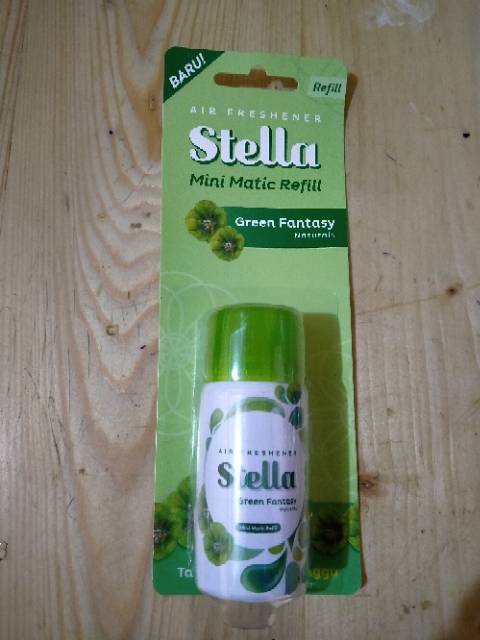 BARU!
Refill
AIR FRESHENER
Stella
Mini Matic Refill
Green Fantasy
Naturals
AIR FRESHENER
Stella
Green Fantasy
Naturals
Mini Matic Refill